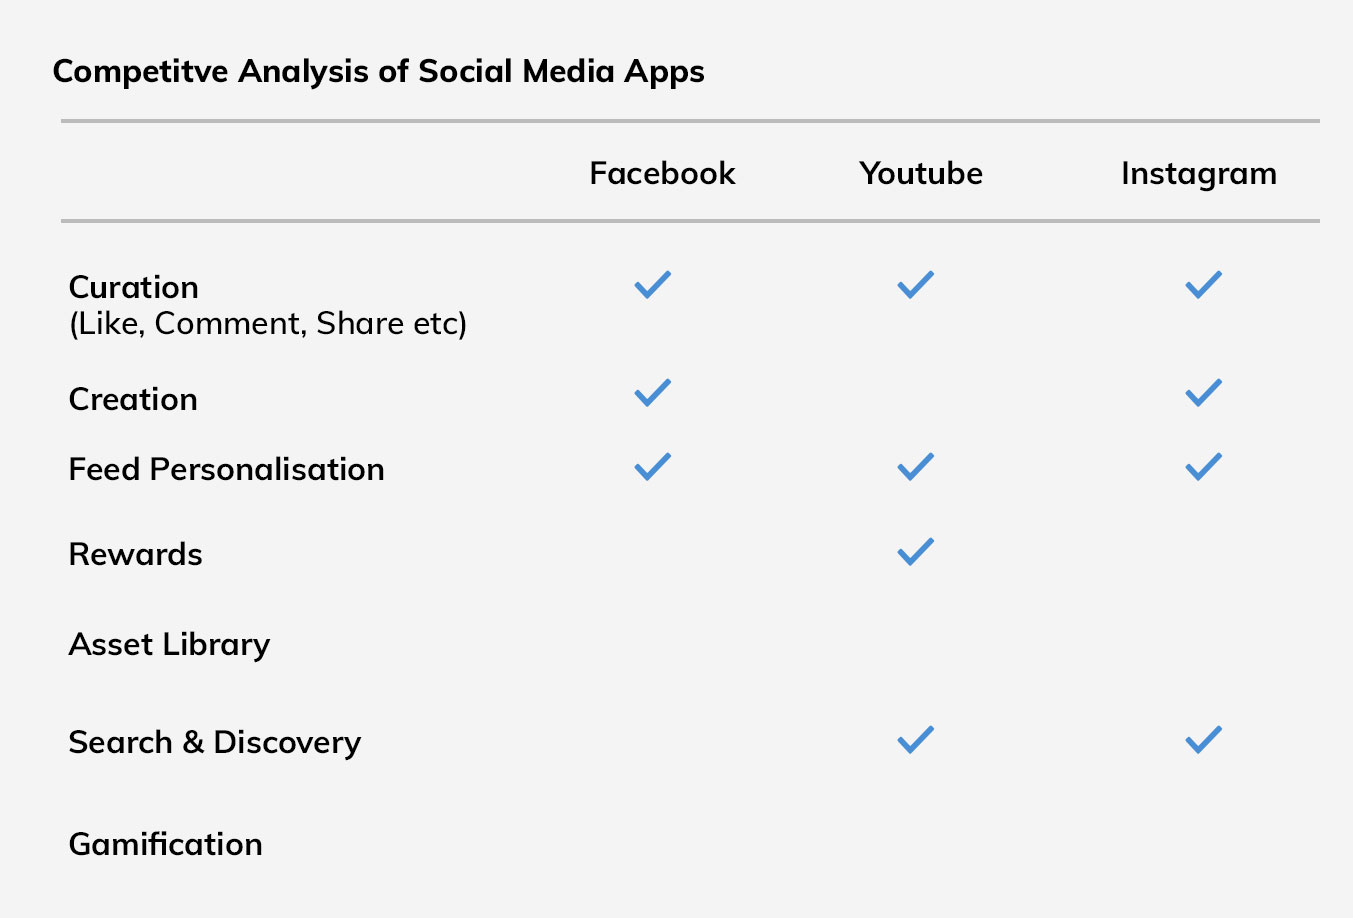 Competitve Analysis of Social Media Apps
Facebook Youtube Instagram
Curation
(Like, Comment, Share etc)
Creation
Feed Personalisation
Rewards
Asset Library
Search & Discovery
Gamification